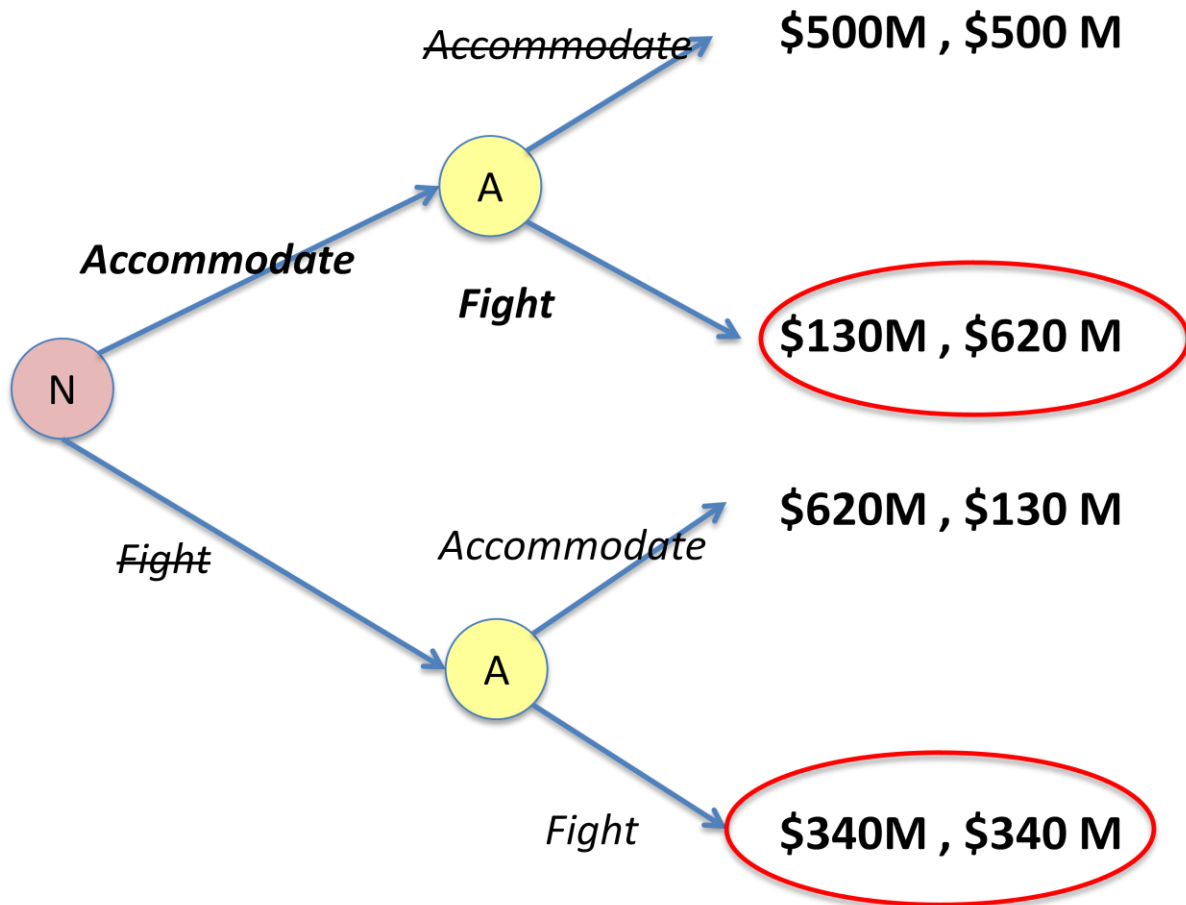 Accommodate
$500M , $500 M
A
Accommodate
Fight
$130M , $620 M
N
Fight
Accommodate
$620M , $130 M
A
Fight
$340M , $340 M